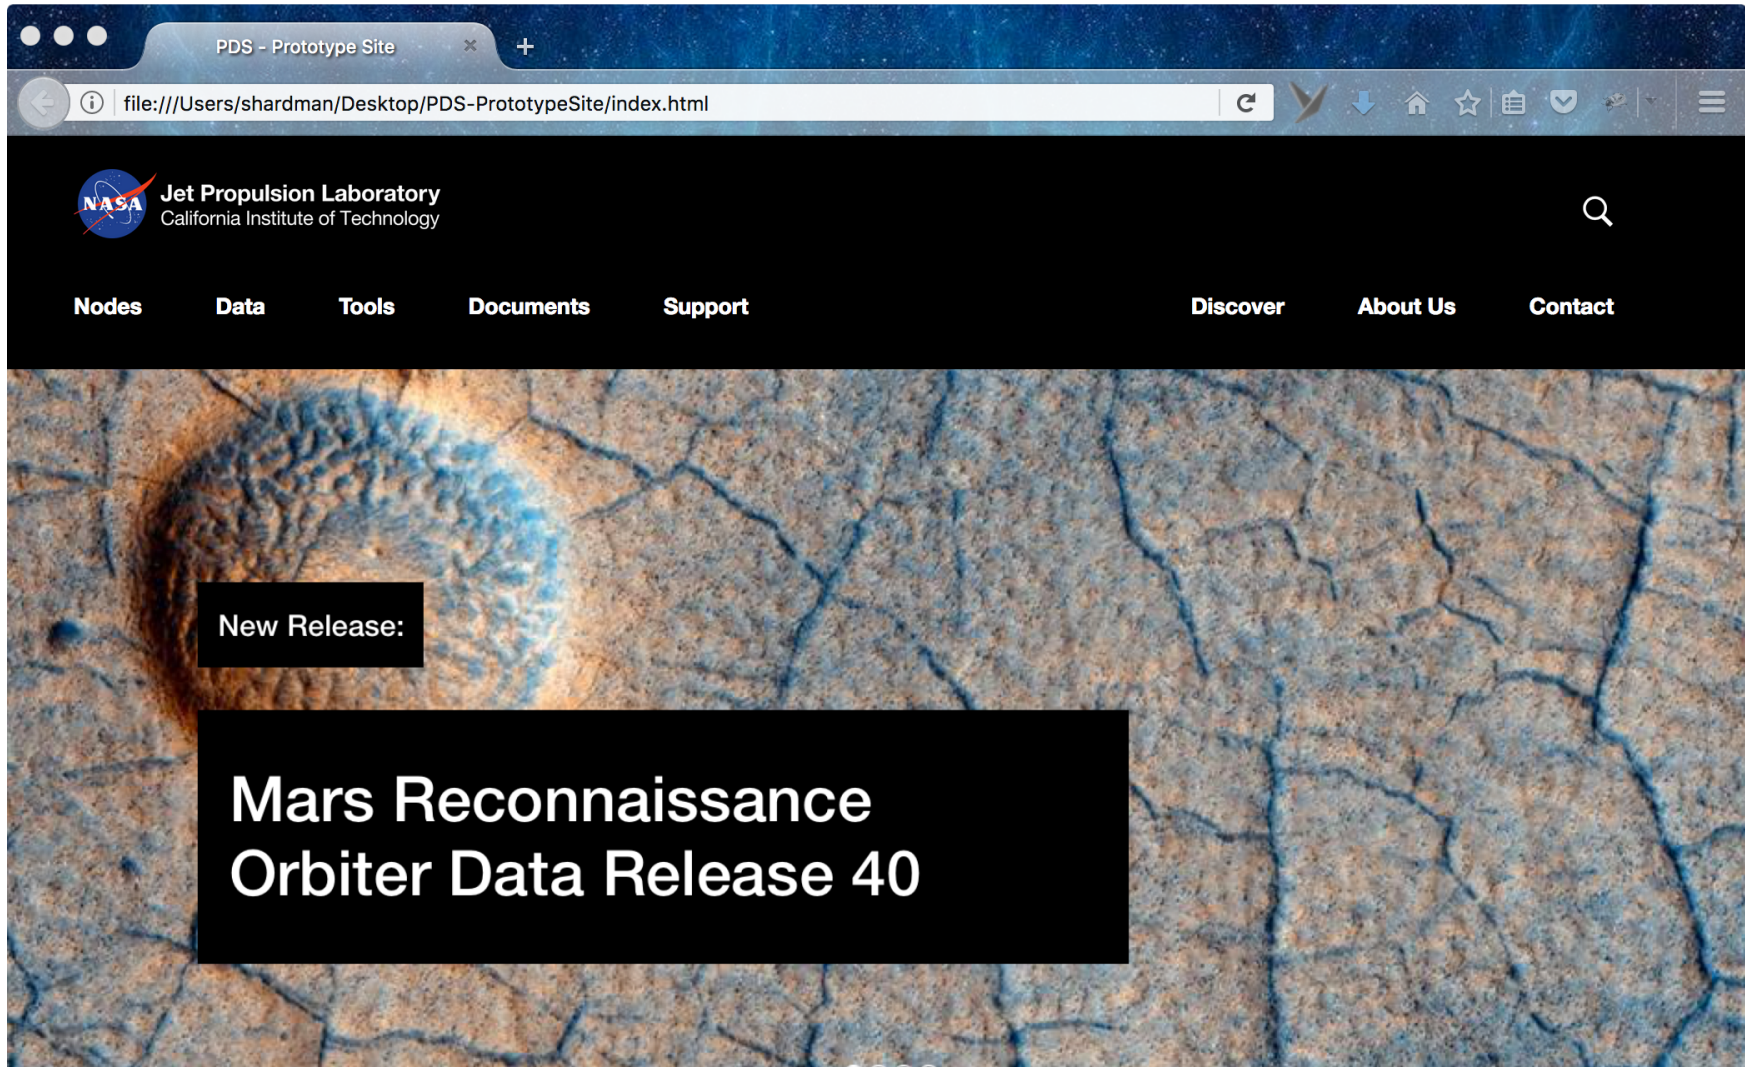 PDS - Prototype Site
file:///Users/shardman/Desktop/PDS-PrototypeSite/index.html
NASA
Jet Propulsion Laboratory
California Institute of Technology
Nodes Data Tools Documents Support Discover About Us Contact
New Release:
Mars Reconnaissance
Orbiter Data Release 40